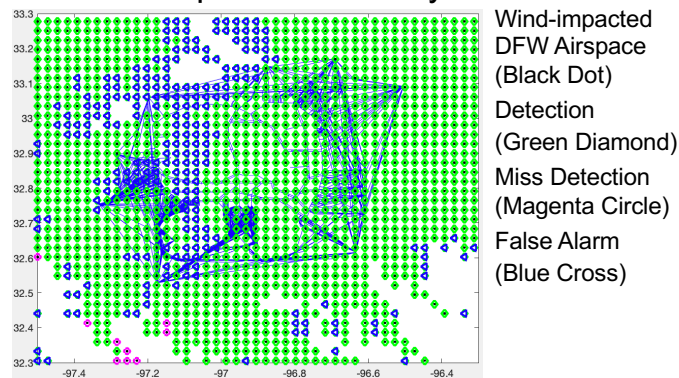 Wind-impacted
DFW Airspace
(Black Dot)
Detection
(Green Diamond)
Miss Detection
(Magenta Circle)
False Alarm
(Blue Cross)
33.3
33.2
33.1
33
32.9
32.8
32.7
32.6
32.5
32.4
32.3
-97.4
-97.2
-97
-96.8
-96.6
-96.4